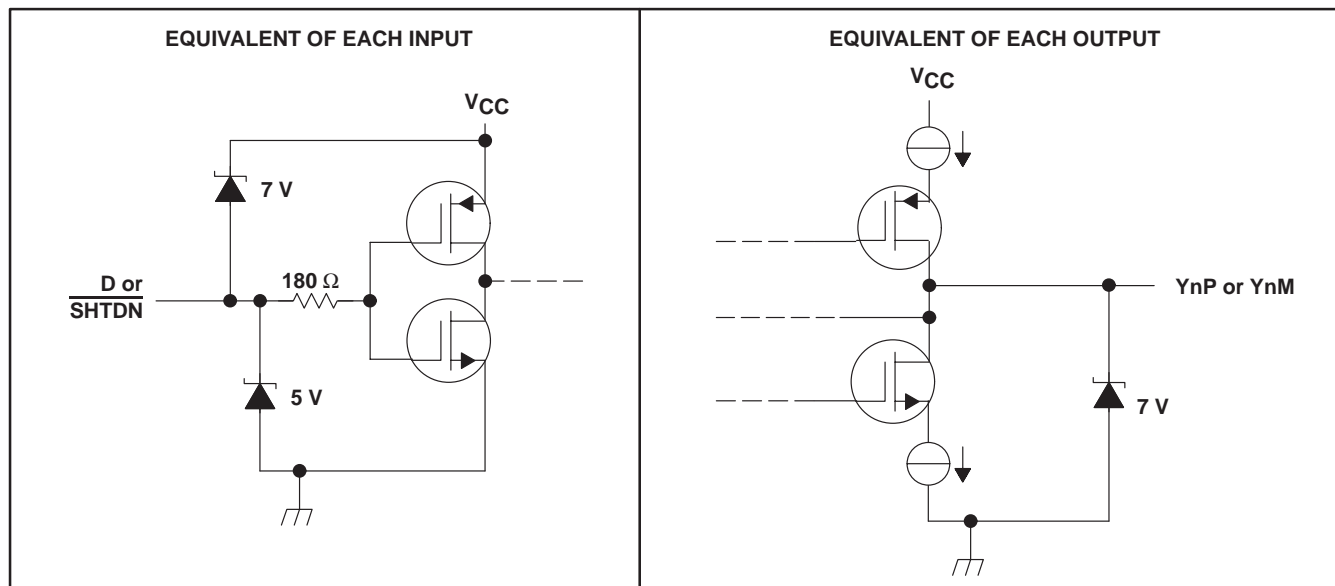 EQUIVALENT OF EACH INPUT
VCC
7 V
D or
SHTDN
180 Ω
5 V
EQUIVALENT OF EACH OUTPUT
VCC
YnP or YnM
7 V